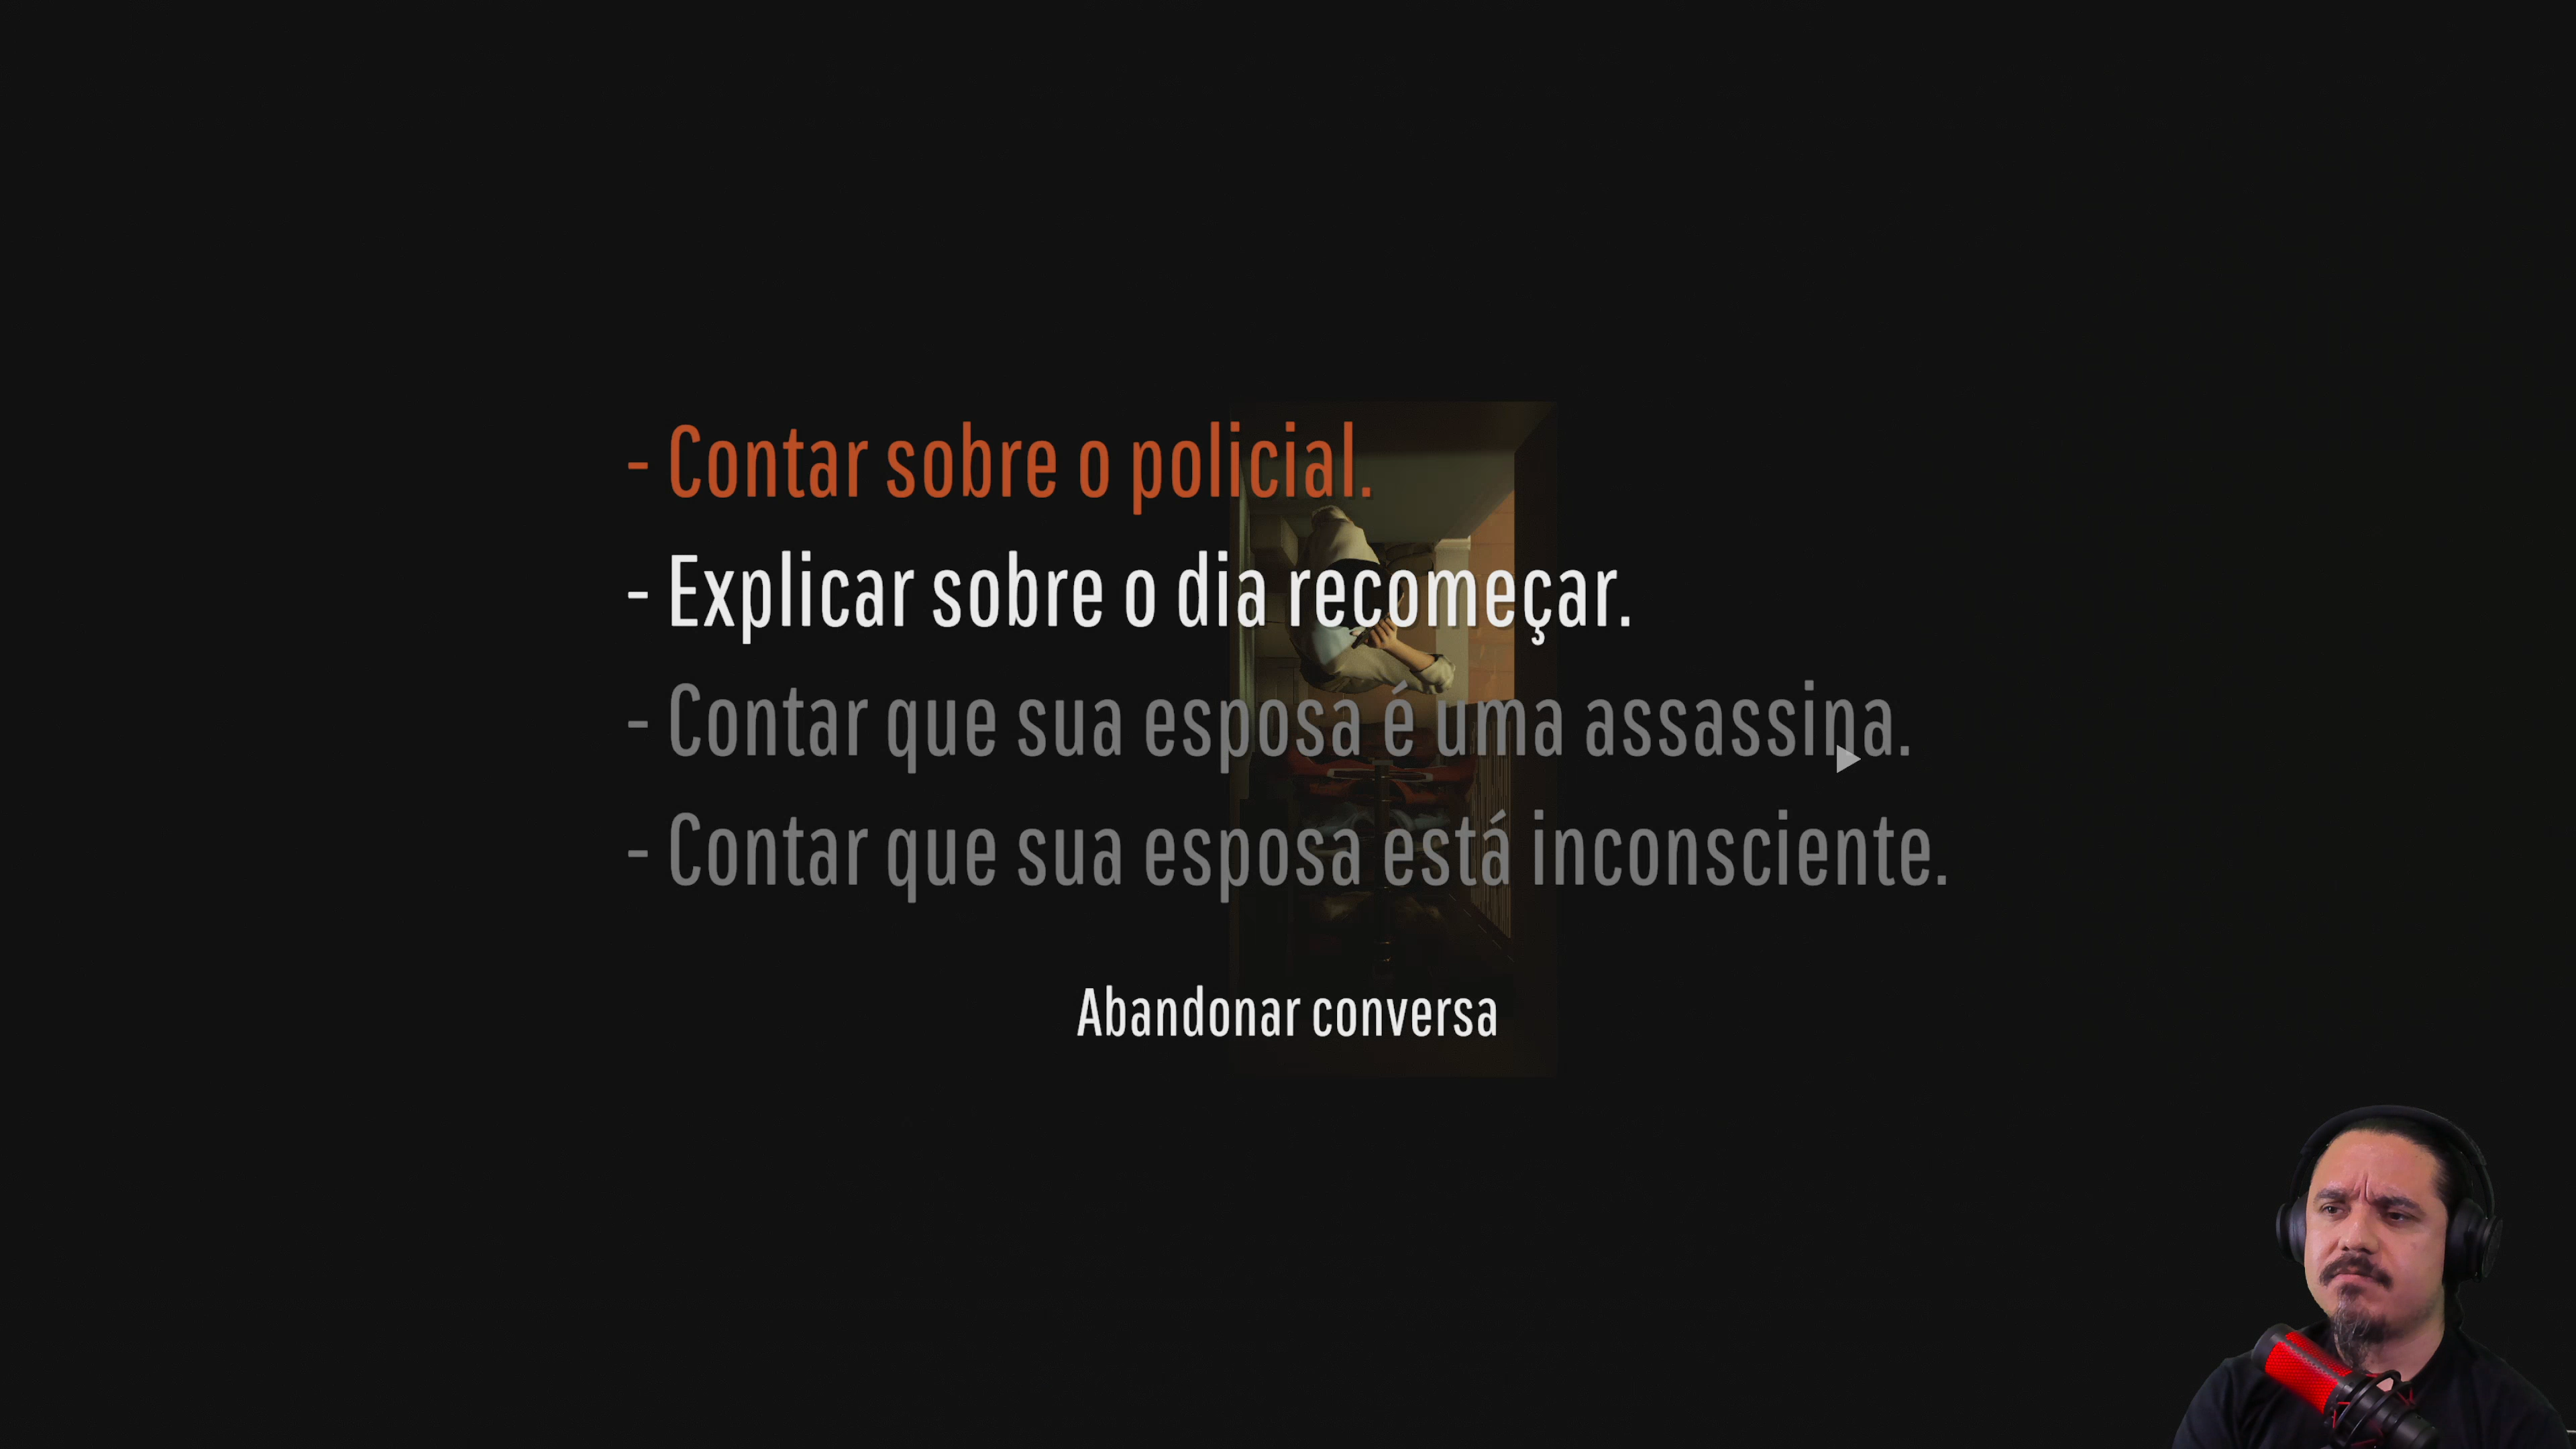 - Contar sobre o policial.
- Explicar sobre o dia recomeçar.
- Contar que sua esposa é uma assassina.
- Contar que sua esposa está inconsciente.
Abandonar conversa